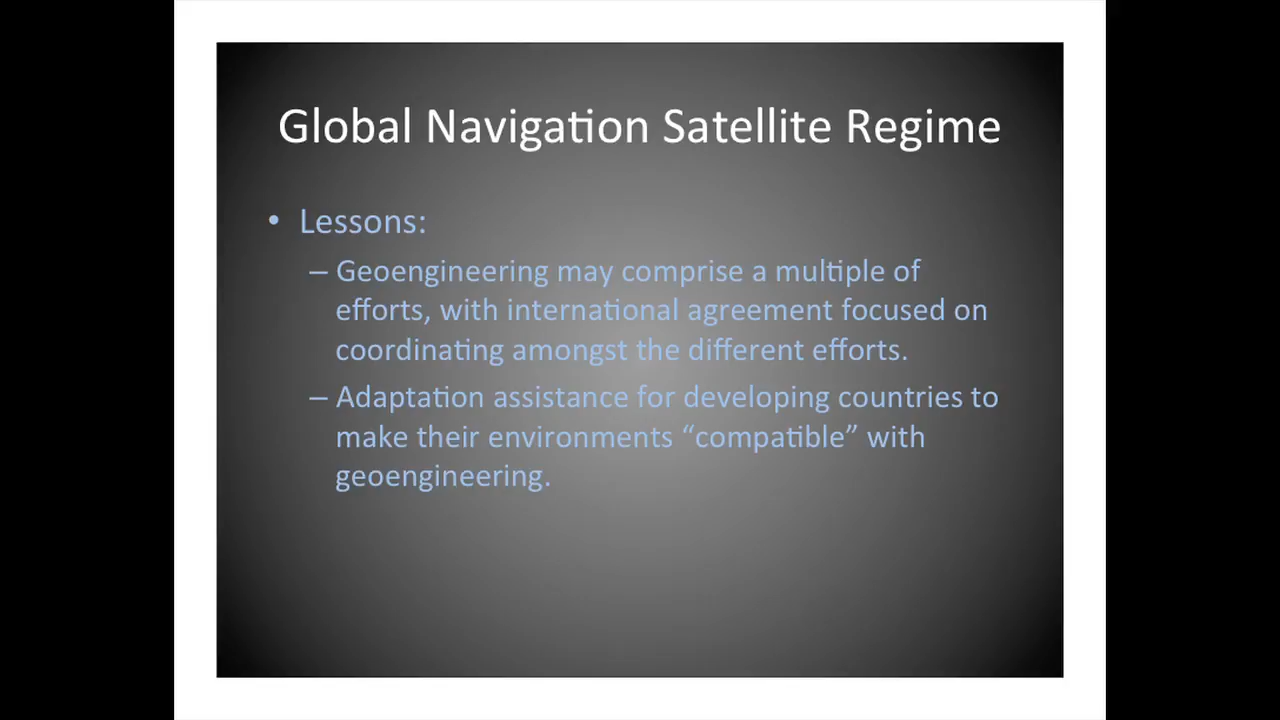 Global Navigation Satellite Regime
• Lessons:
– Geoengineering may comprise a multiple of
efforts, with international agreement focused on
coordinating amongst the different efforts.
– Adaptation assistance for developing countries to
make their environments “compatible” with
geoengineering.